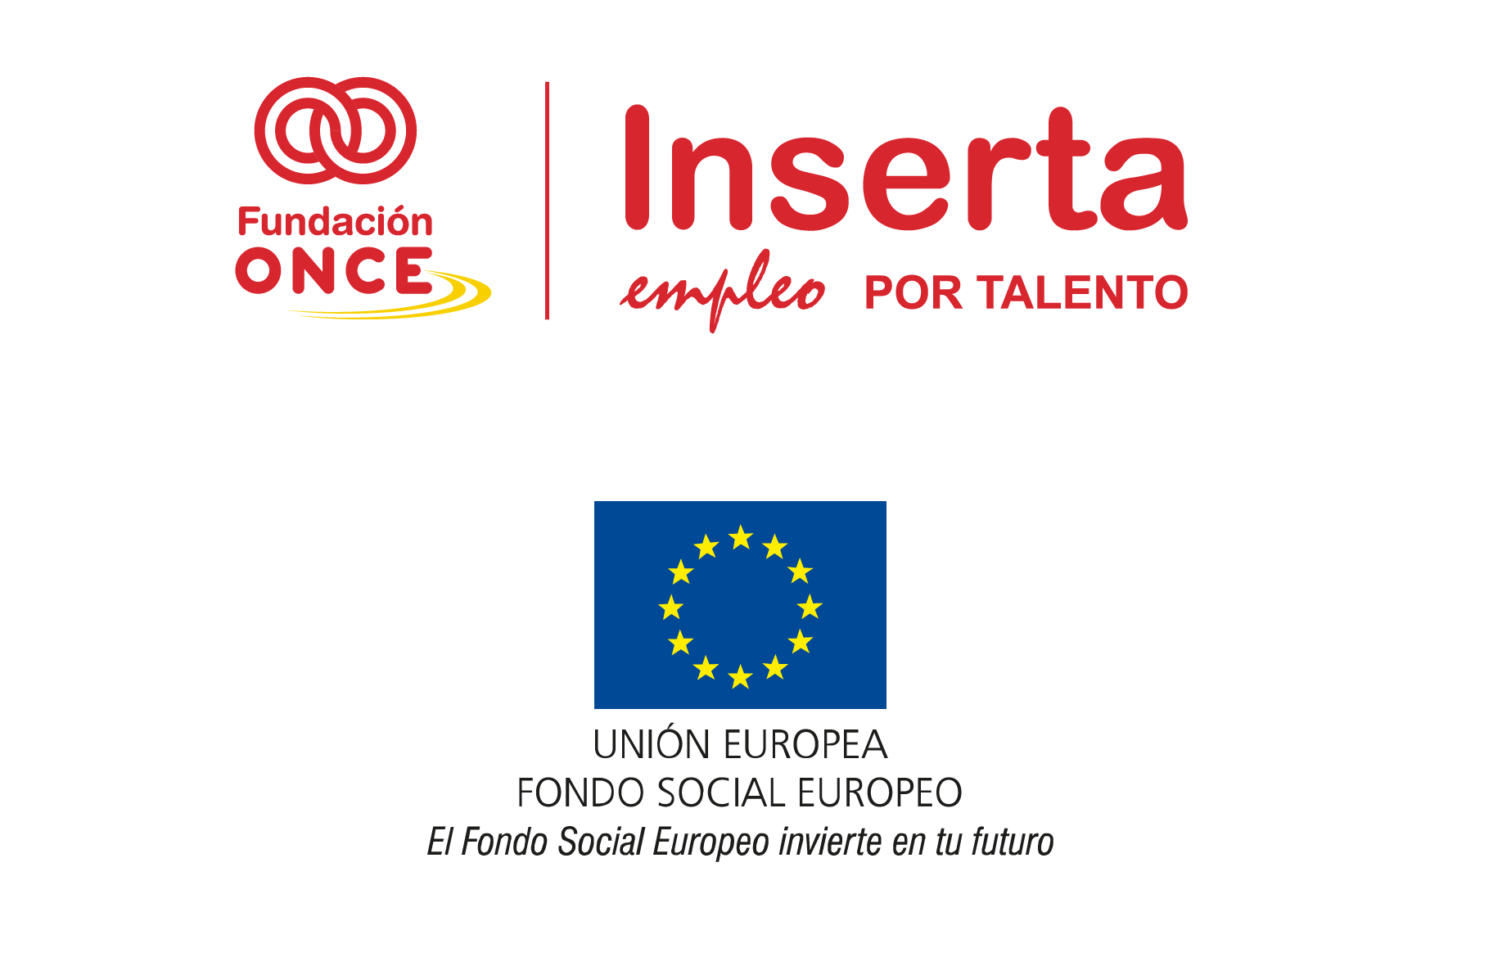 Fundación
ONCE
Inserta
empleo POR TALENTO
UNIÓN EUROPEA
FONDO SOCIAL EUROPEO
El Fondo Social Europeo invierte en tu futuro